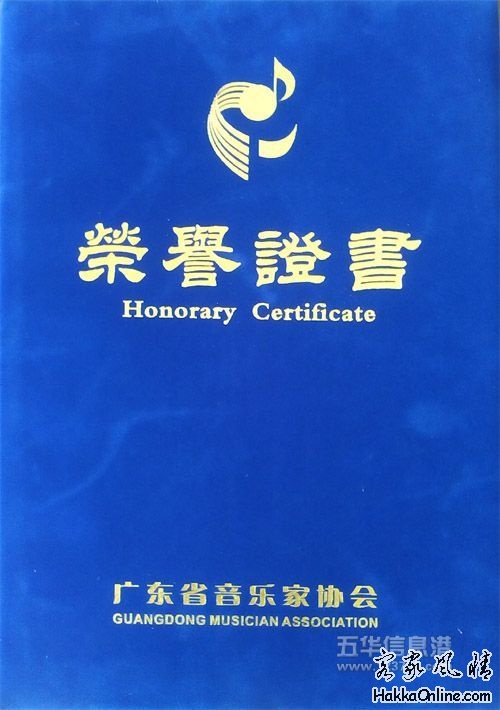 榮譽證書
Honorary Certificate
广东省音乐家协会
GUANGDONG MUSICIAN ASSOCIATION
五华信息港
客家风情
HakkaOnline.com